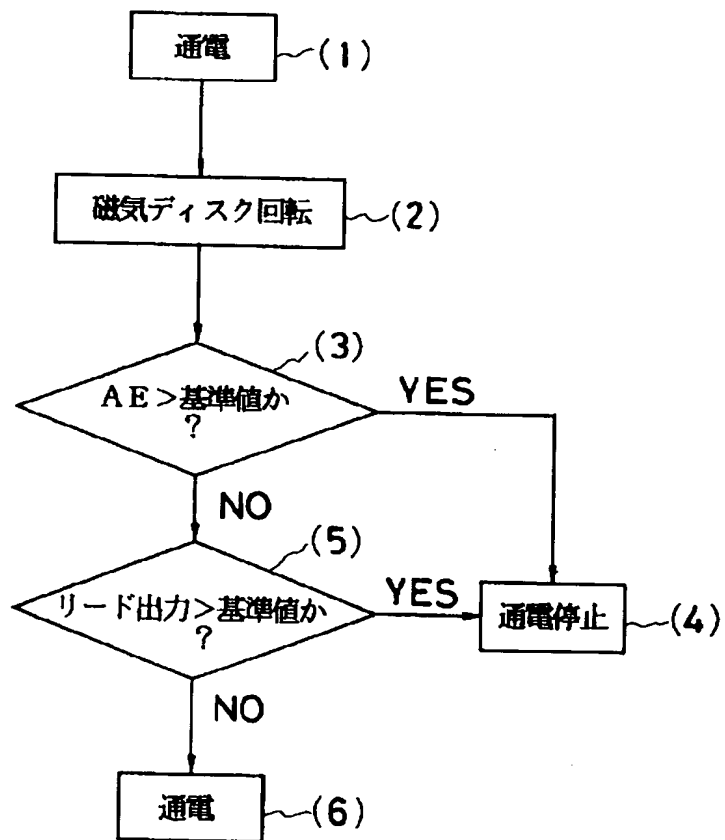 通電 (1)
磁気ディスク回転 (2)
(3)
AE>基準値か
?
YES
NO
(5)
リード出力>基準値か
?
YES
通電停止 (4)
NO
通電 (6)